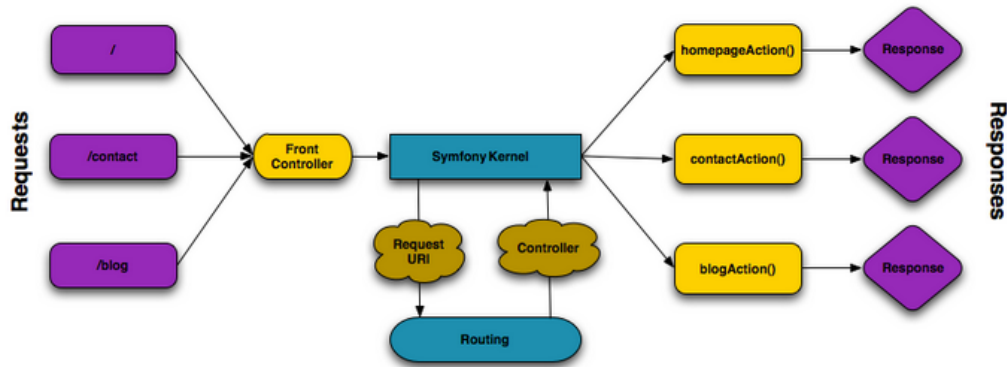 Requests
/
/contact
/blog
Front
Controller
Symfony Kernel
Request
URI
Controller
Routing
homepageAction()
contactAction()
blogAction()
Response
Response
Response
Responses